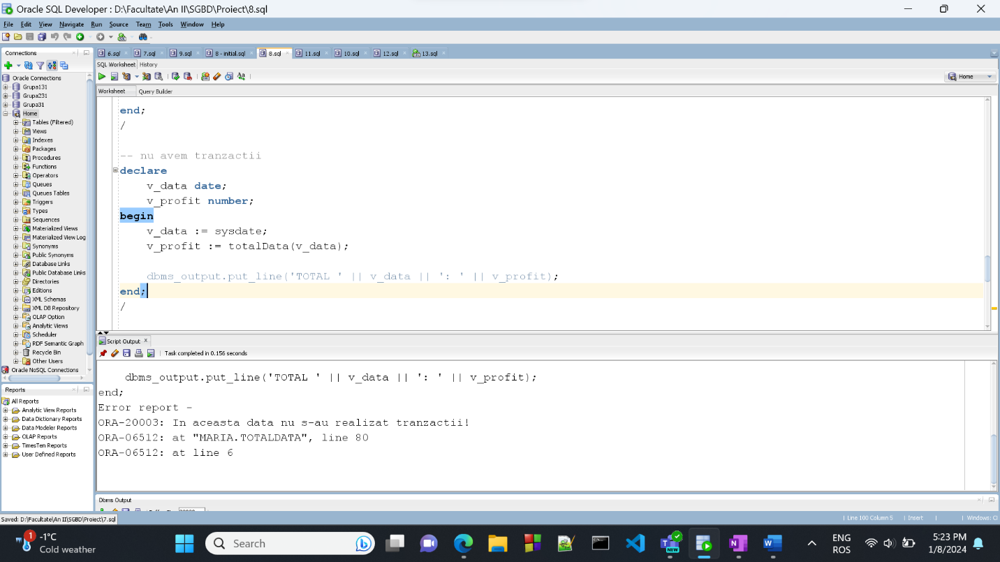 Oracle SQL Developer : D:\Facultate\An II\SGBD\Proiect\8.sql
File Edit View Navigate Run Source Team Tools Window Help
Connections
6.sql 7.sql 9.sql 8 - initial.sql 8.sql 11.sql 10.sql 12.sql 13.sql
SQL Worksheet History
Home
Worksheet Query Builder
Oracle Connections
Grupa131
Grupa231
Grupa31
Home
Tables (Filtered)
Views
Indexes
Packages
Procedures
Functions
Operators
Queues
Queues Tables
Triggers
Types
Sequences
Materialized Views
Materialized View Log
Synonyms
Public Synonyms
Database Links
Public Database Links
Directories
Editions
XML Schemas
XML DB Repository
OLAP Option
Analytic Views
Scheduler
RDF Semantic Graph
Recycle Bin
Other Users
Oracle NoSQL Connections
end;
/
-- nu avem tranzactii
declare
v_data date;
v_profit number;
begin
v_data := sysdate;
v_profit := totalData(v_data);
dbms_output.put_line('TOTAL ' || v_data || ': ' || v_profit);
end;
/
Script Output
Task completed in 0.156 seconds
dbms_output.put_line('TOTAL ' || v_data || ': ' || v_profit);
end;
Error report -
ORA-20003: In aceasta data nu s-au realizat tranzactii!
ORA-06512: at "MARIA.TOTALDATA", line 80
ORA-06512: at line 6
Reports
All Reports
Analytic View Reports
Data Dictionary Reports
Data Modeler Reports
OLAP Reports
TimesTen Reports
User Defined Reports
Dbms Output
Saved: D:\Facultate\An II\SGBD\Proiect\7.sql
Line 100 Column 5 Insert Windows: Cl
1
-1°C
Cold weather
Search
NEW
ENG
ROS
5:23 PM
1/8/2024